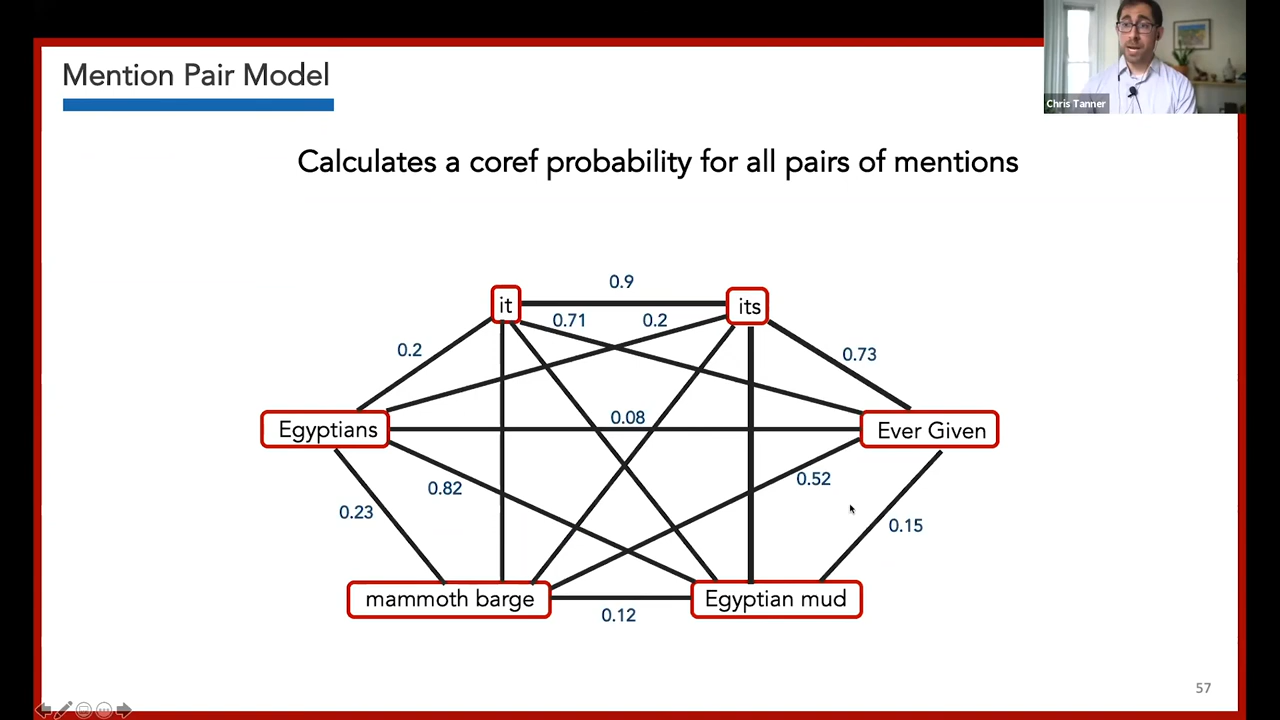 Mention Pair Model
Chris Tanner
Calculates a coref probability for all pairs of mentions
0.9
it
its
0.71
0.2
0.2
0.73
0.08
Egyptians
Ever Given
0.82
0.52
0.23
0.15
mammoth barge
Egyptian mud
0.12
57